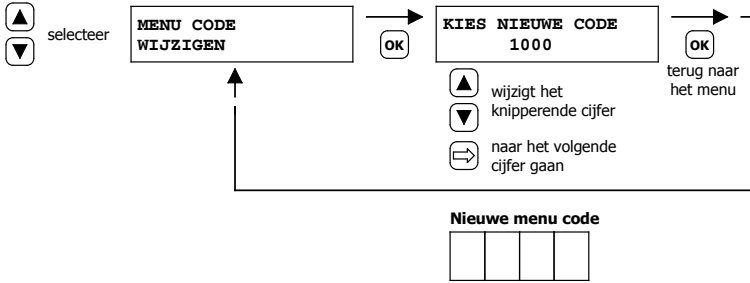 selecteer
MENU CODE
WIJZIGEN
OK
KIES NIEUWE CODE
1000
OK
terug naar
het menu
wijzigt het
knipperende cijfer
naar het volgende
cijfer gaan
Nieuwe menu code